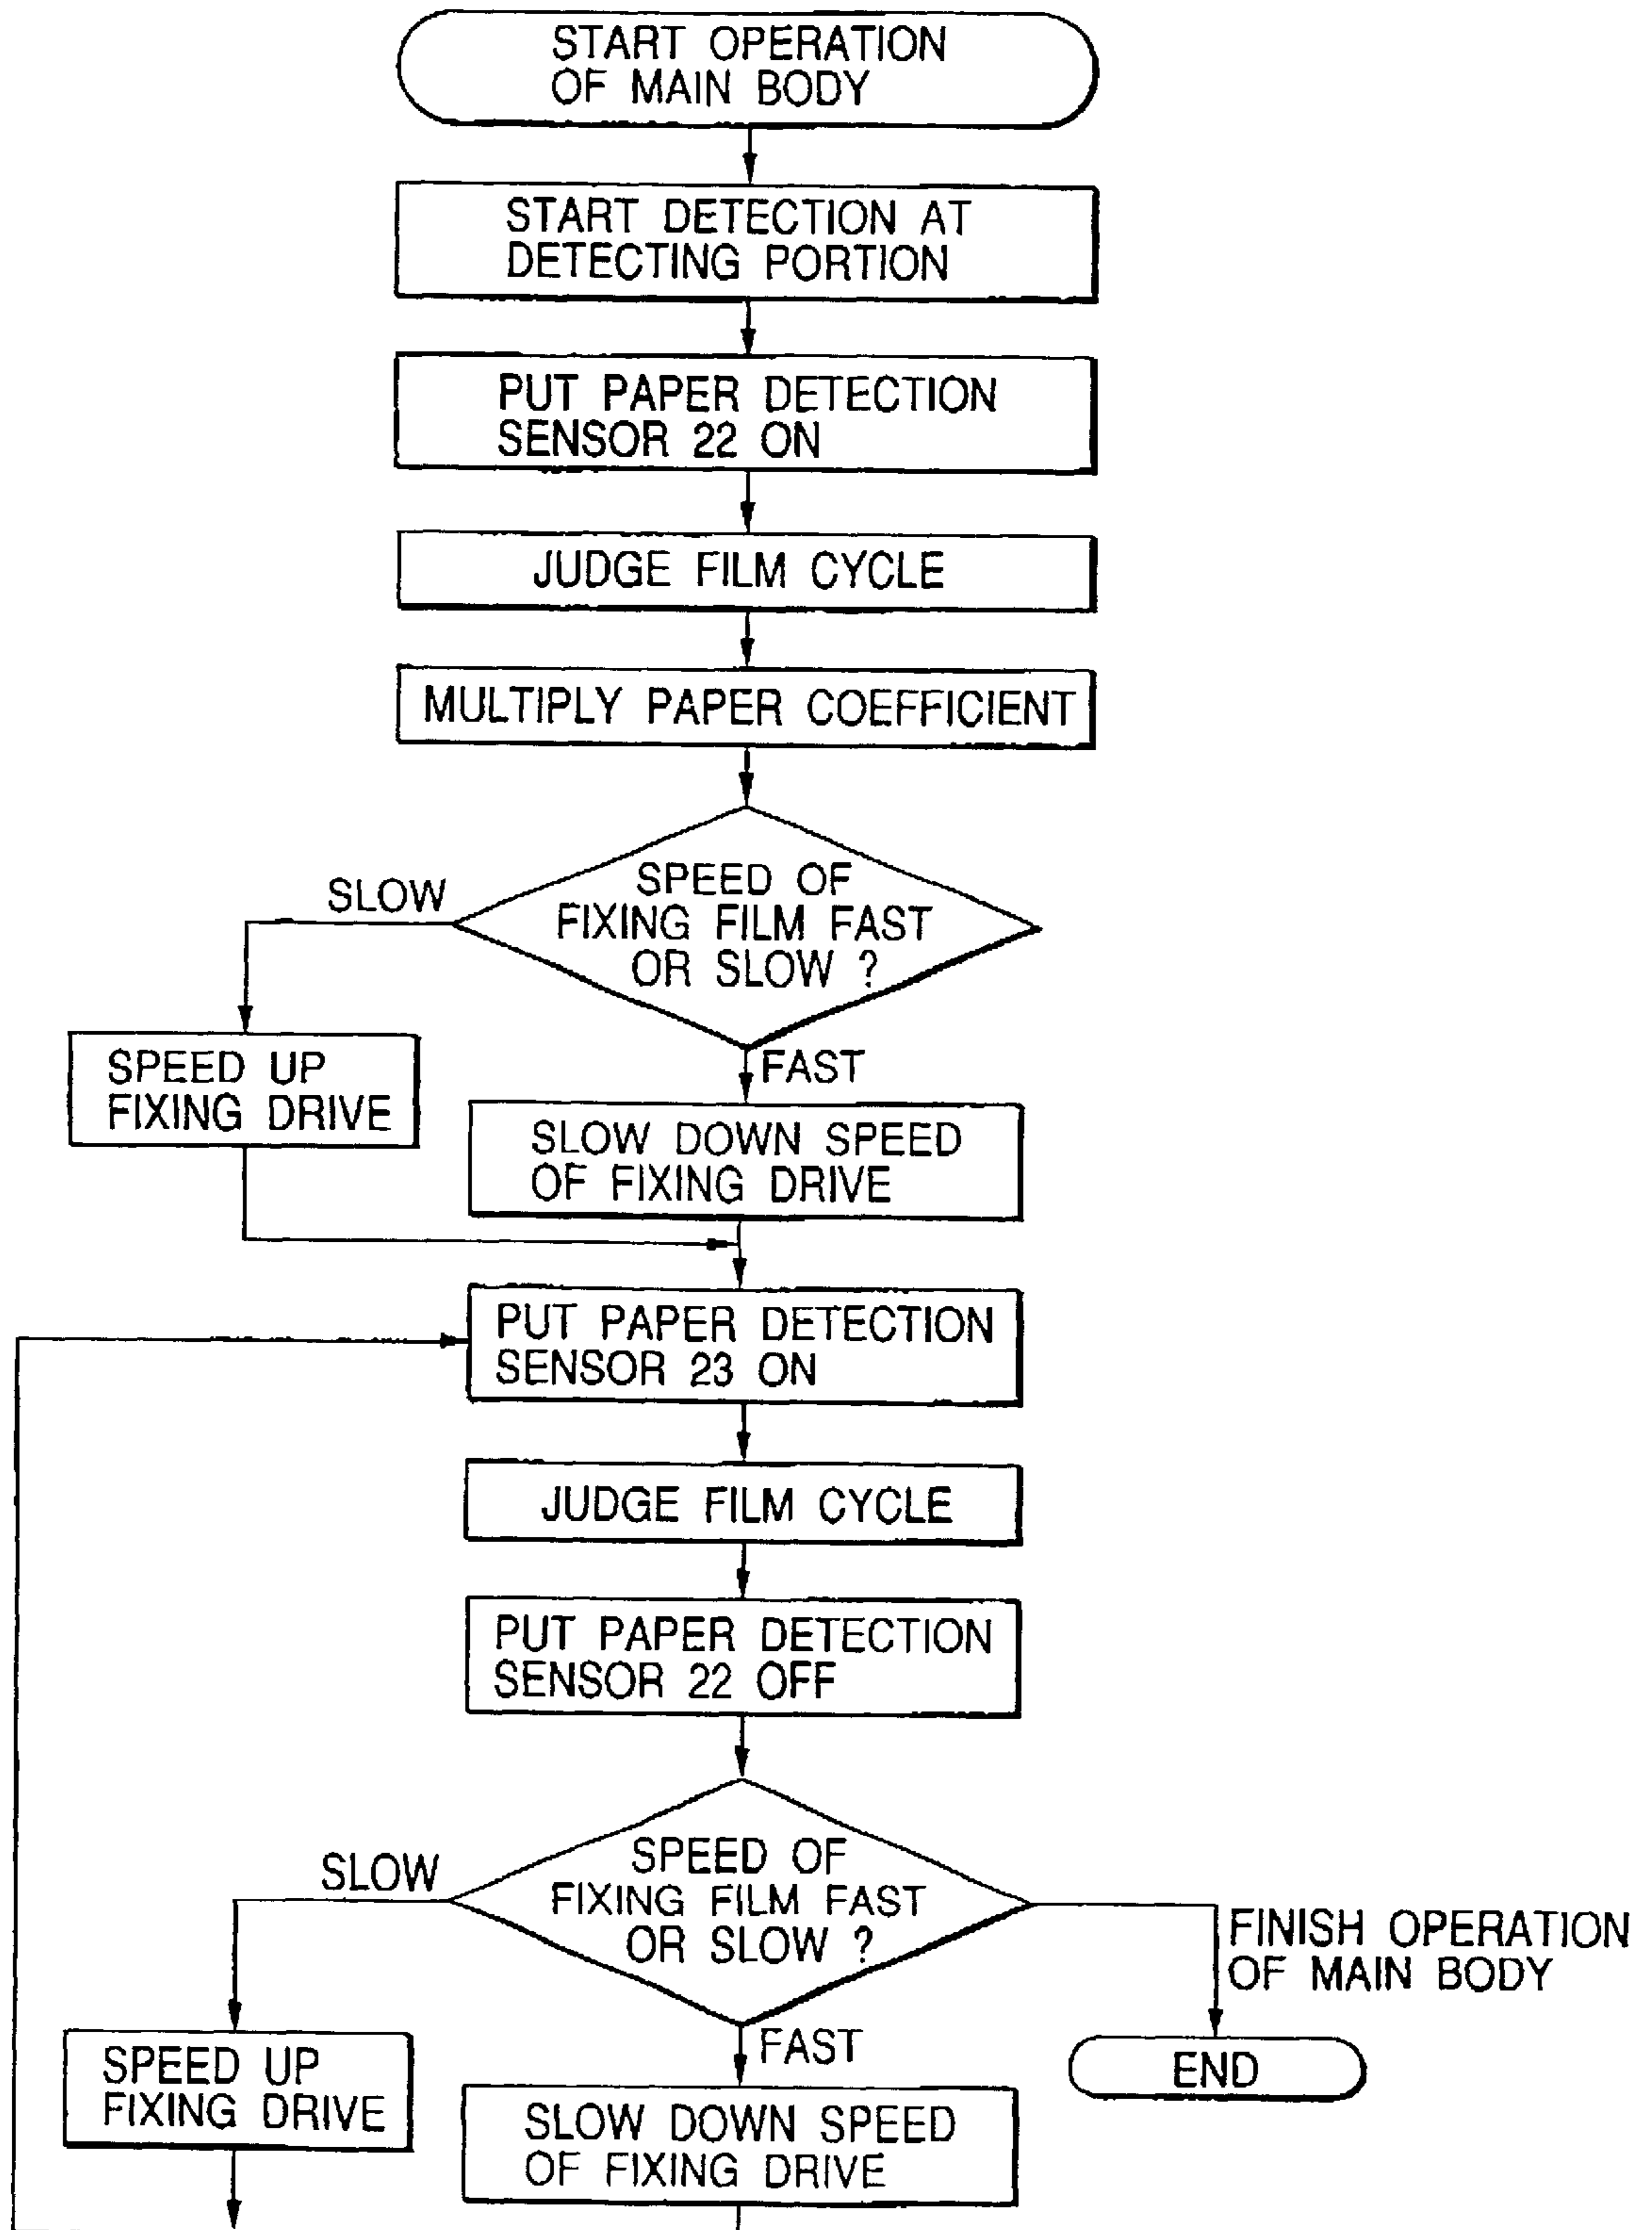 START OPERATION
OF MAIN BODY
START DETECTION AT
DETECTING PORTION
PUT PAPER DETECTION
SENSOR 22 ON
JUDGE FILM CYCLE
MULTIPLY PAPER COEFFICIENT
SPEED OF
FIXING FILM FAST
OR SLOW ?
SLOW
FAST
SPEED UP
FIXING DRIVE
SLOW DOWN SPEED
OF FIXING DRIVE
PUT PAPER DETECTION
SENSOR 23 ON
JUDGE FILM CYCLE
PUT PAPER DETECTION
SENSOR 22 OFF
SPEED OF
FIXING FILM FAST
OR SLOW ?
SLOW
FINISH OPERATION
OF MAIN BODY
FAST
END
SPEED UP
FIXING DRIVE
SLOW DOWN SPEED
OF FIXING DRIVE